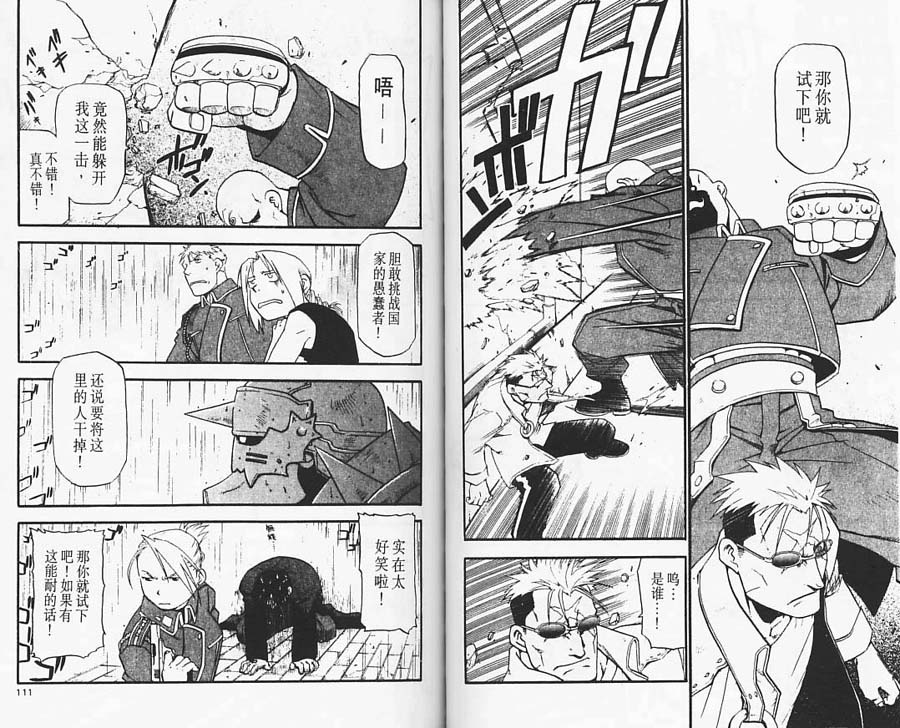 那你就
试下吧！
ガ
ボッ
呜…
是谁……
唔——
竟然能躲开
我这一击，
不错！
真不错！
胆敢挑战国
家的愚蠢者！
还说要将这
里的人干掉！
实在太
好笑啦！
那你就试下
吧！如果有
这能耐的话！
111